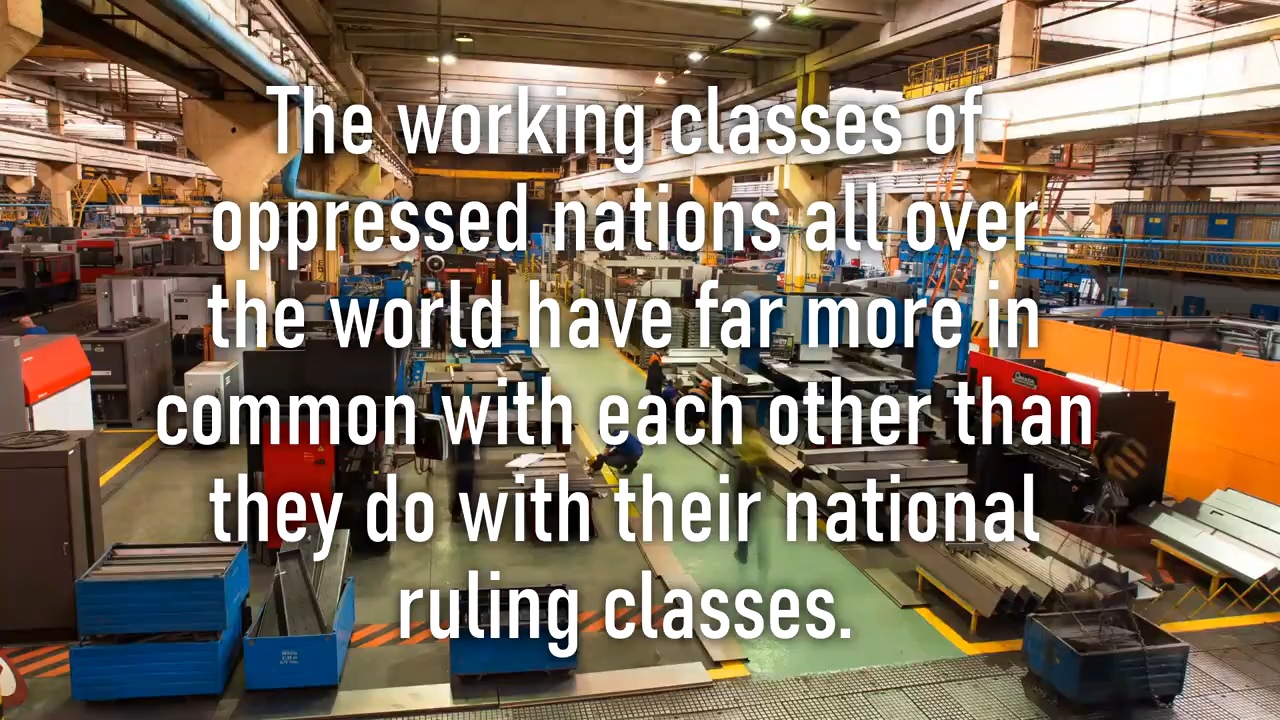 The working classes of
oppressed nations all over
the world have far more in
common with each other than
they do with their national
ruling classes.